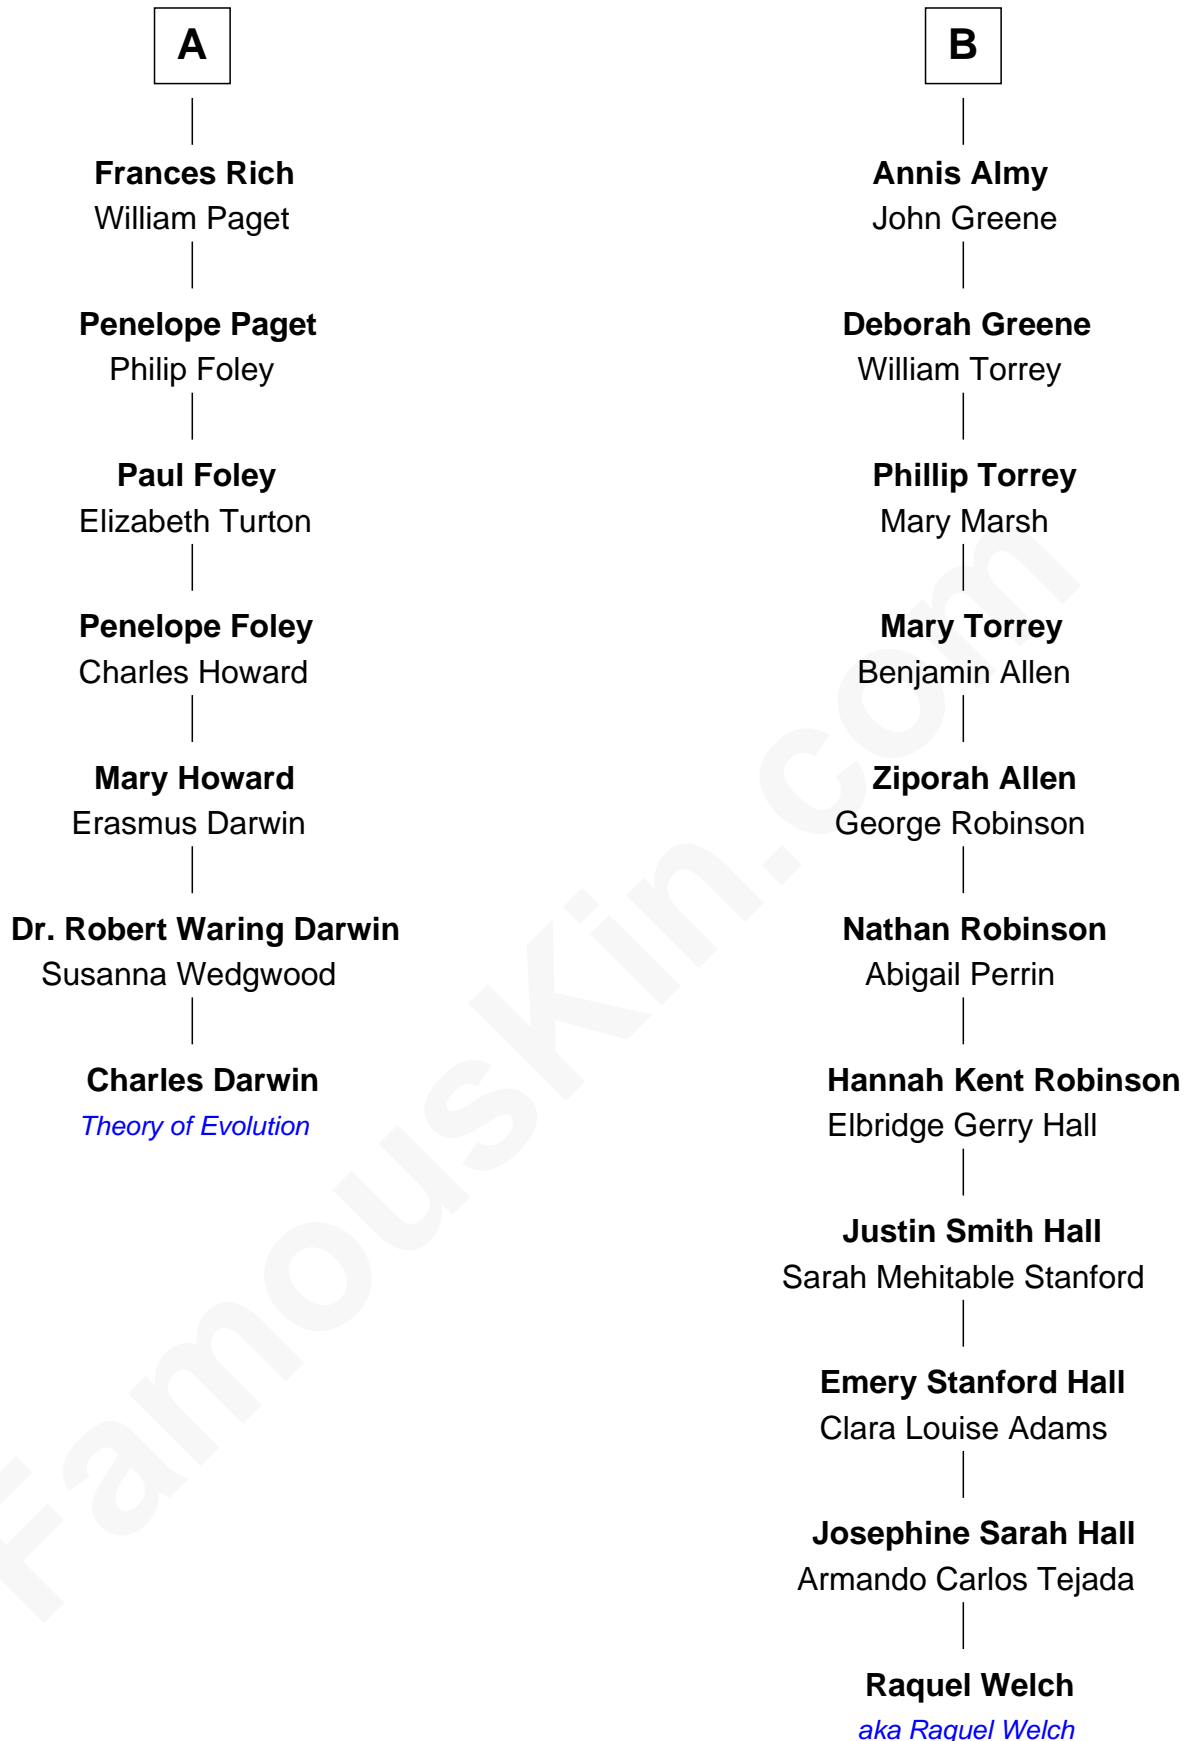 A
Frances Rich
William Paget
Penelope Paget
Philip Foley
Paul Foley
Elizabeth Turton
Penelope Foley
Charles Howard
Mary Howard
Erasmus Darwin
Dr. Robert Waring Darwin
Susanna Wedgwood
Charles Darwin
Theory of Evolution
B
Annis Almy
John Greene
Deborah Greene
William Torrey
Phillip Torrey
Mary Marsh
Mary Torrey
Benjamin Allen
Ziporah Allen
George Robinson
Nathan Robinson
Abigail Perrin
Hannah Kent Robinson
Elbridge Gerry Hall
Justin Smith Hall
Sarah Mehitable Stanford
Emery Stanford Hall
Clara Louise Adams
Josephine Sarah Hall
Armando Carlos Tejada
Raquel Welch
aka Raquel Welch
FamousKin.com